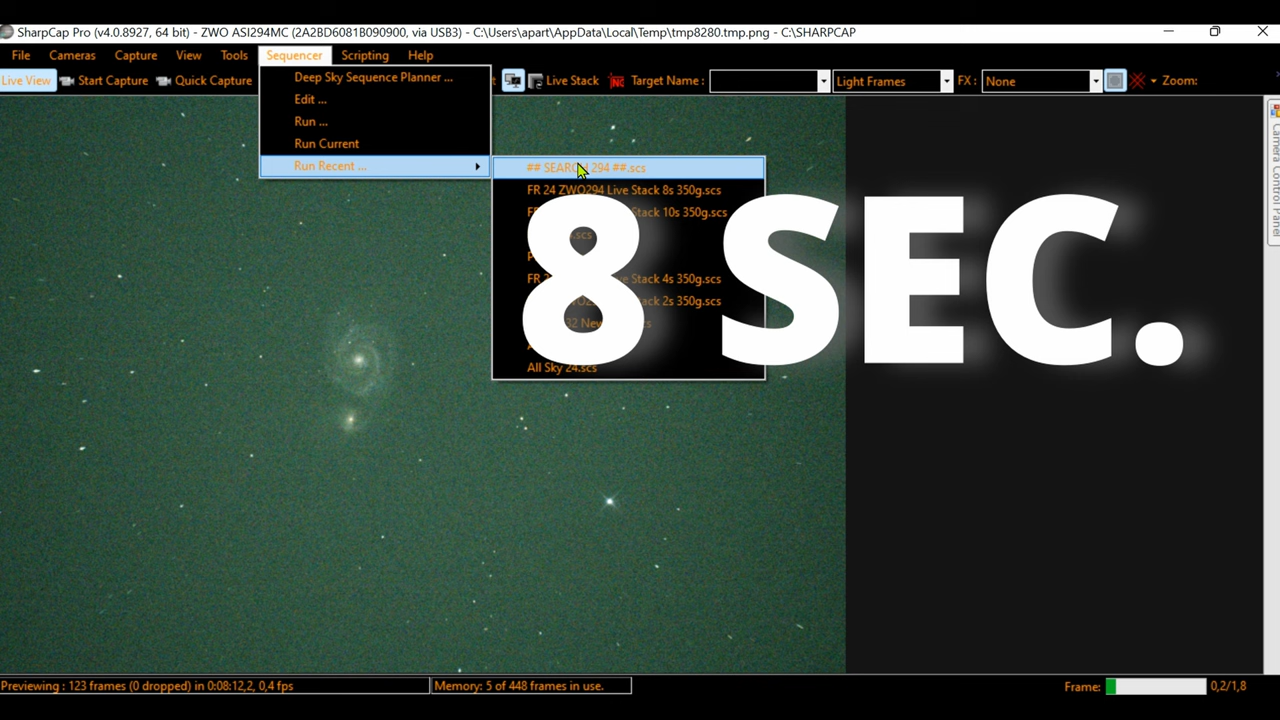 SharpCap Pro (v4.0.8927, 64 bit) - ZWO ASI294MC (2A2BD6081B090900, via USB3) - C:\Users\apart\AppData\Local\Temp\tmp8280.tmp.png - C:\SHARPCAP
File Cameras Capture View Tools Sequencer Scripting Help
Live View Start Capture Quick Capture Live Stack Target Name : Light Frames FX : None Zoom:
Deep Sky Sequence Planner ...
Edit ...
Run ...
Run Current
Run Recent ...
## 294 ##.scs
FR 24 ZWO294 Live Stack 8s 350g.scs
Stack 10s 350g.scs
.scs
Stack 4s 350g.scs
Stack 2s 350g.scs
All Sky 24.scs
8 SEC.
Camera Control Panel
Previewing : 123 frames (0 dropped) in 0:08:12,2, 0,4 fps
Memory: 5 of 448 frames in use.
Frame: 0,2/1,8